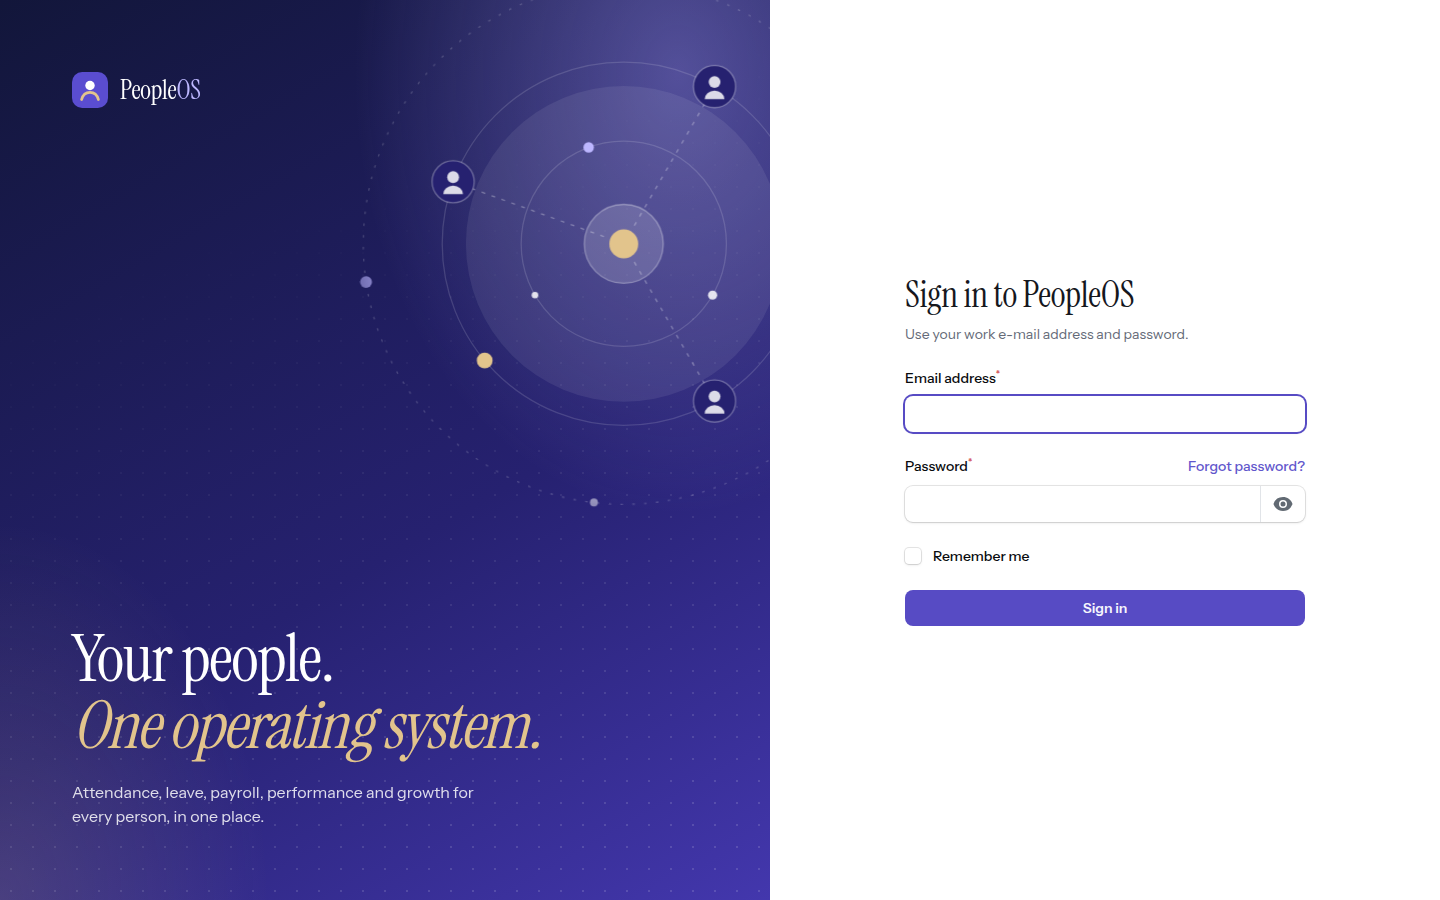 PeopleOS
Your people.
One operating system.
Attendance, leave, payroll, performance and growth for
every person, in one place.
Sign in to PeopleOS
Use your work e-mail address and password.
Email address*
Password*
Forgot password?
Remember me
Sign in